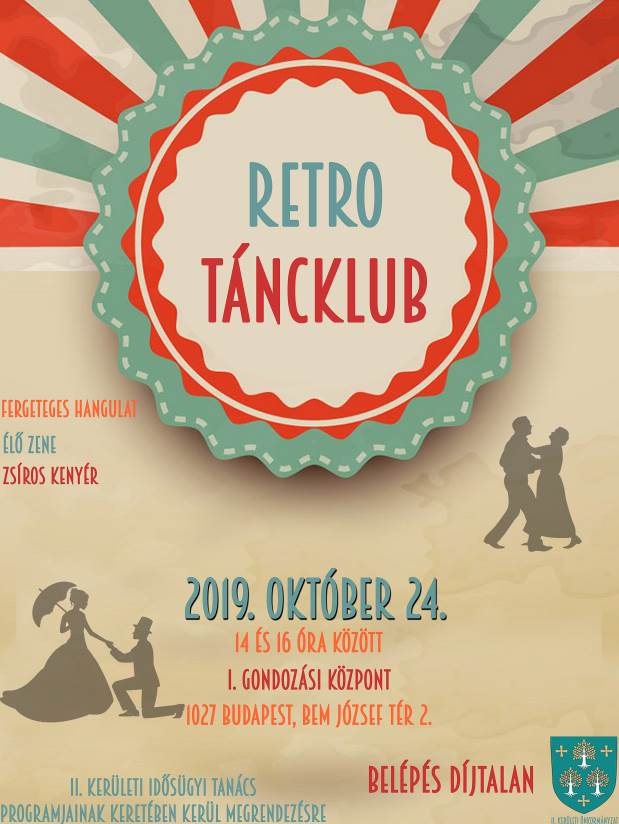 RETRO
TÁNCKLUB
FERGETEGES HANGULAT
ÉLŐ ZENE
ZSÍROS KENYÉR
2019. OKTÓBER 24.
14 ÉS 16 ÓRA KÖZÖTT
I. GONDOZÁSI KÖZPONT
1027 BUDAPEST, BEM JÓZSEF TÉR 2.
BELÉPÉS DÍJTALAN
II. KERÜLETI IDŐSÜGYI TANÁCS
PROGRAMJAINAK KERETÉBEN KERÜL MEGRENDEZÉSRE
II. KERÜLETI ÖNKORMÁNYZAT